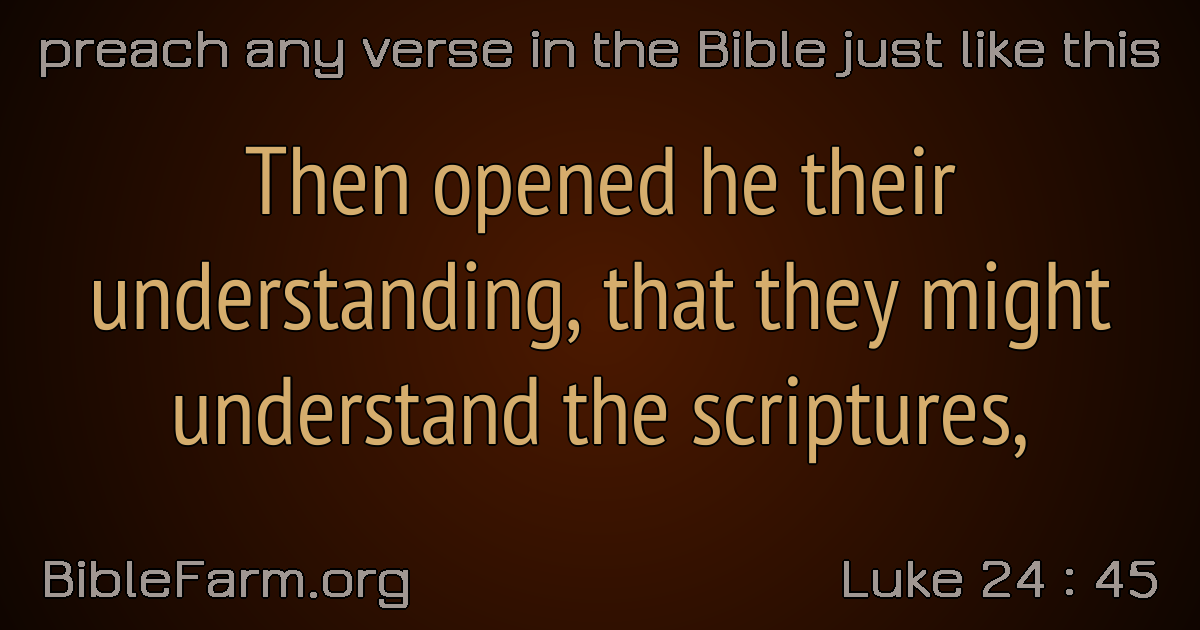 preach any verse in the Bible just like this
Then opened he their
understanding, that they might
understand the scriptures,
BibleFarm.org
Luke 24 : 45